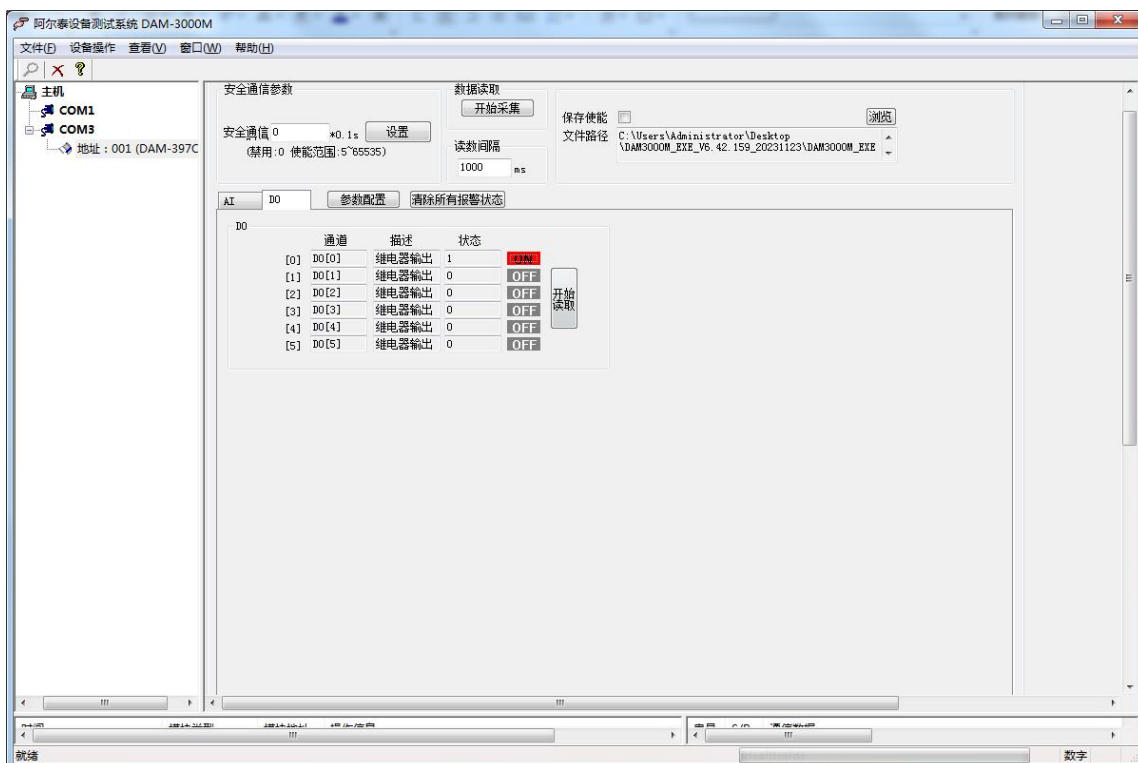 阿尔泰设备测试系统 DAM-3000M
文件(F) 设备操作 查看(V) 窗口(W) 帮助(H)
主机
COM1
COM3
地址：001 (DAM-397C
安全通信参数
安全通信 0 *0.1s 设置
(禁用:0 使能范围:5~65535)
数据读取
开始采集
读数间隔
1000 ms
保存使能 浏览
文件路径 C:\Users\Administrator\Desktop
\DAM3000M_EXE_V6.42.159_20231123\DAM3000M_EXE
AI DO 参数配置 清除所有报警状态
DO
通道 描述 状态
[0] DO[0] 继电器输出 1 ON
[1] DO[1] 继电器输出 0 OFF
[2] DO[2] 继电器输出 0 OFF
[3] DO[3] 继电器输出 0 OFF
[4] DO[4] 继电器输出 0 OFF
[5] DO[5] 继电器输出 0 OFF
开始
读取
就绪 数字